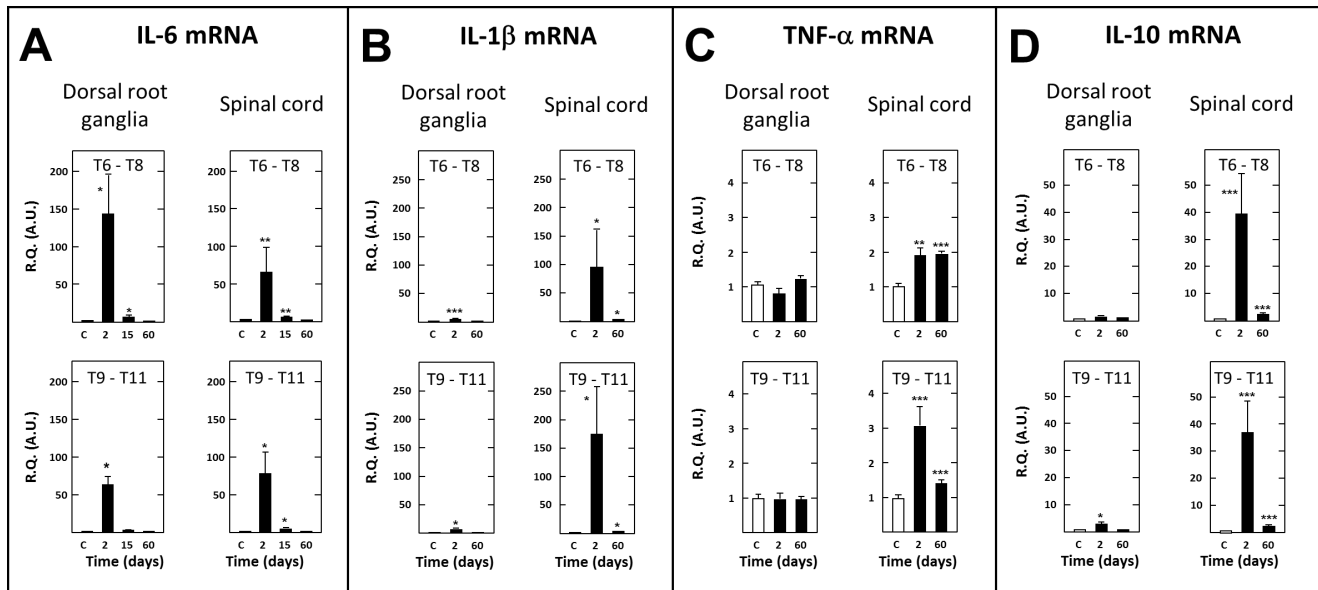 A
IL-6 mRNA
Dorsal root
ganglia
Spinal cord
T6 - T8
200
150
100
50
R.Q. (A.U.)
*
*
C 2 15 60
T6 - T8
200
150
100
50
**
**
C 2 15 60
T9 - T11
200
150
100
50
R.Q. (A.U.)
*
C 2 15 60
Time (days)
T9 - T11
200
150
100
50
*
*
C 2 15 60
Time (days)
B
IL-1β mRNA
Dorsal root
ganglia
Spinal cord
T6 - T8
250
200
150
100
50
R.Q. (A.U.)
***
C 2 60
T6 - T8
250
200
150
100
50
*
*
C 2 60
T9 - T11
250
200
150
100
50
R.Q. (A.U.)
*
C 2 60
Time (days)
T9 - T11
250
200
150
100
50
*
*
C 2 60
Time (days)
C
TNF-α mRNA
Dorsal root
ganglia
Spinal cord
T6 - T8
4
3
2
1
R.Q. (A.U.)
C 2 60
T6 - T8
4
3
2
1
** ***
C 2 60
T9 - T11
4
3
2
1
R.Q. (A.U.)
C 2 60
Time (days)
T9 - T11
4
3
2
1
***
***
C 2 60
Time (days)
D
IL-10 mRNA
Dorsal root
ganglia
Spinal cord
T6 - T8
50
40
30
20
10
R.Q. (A.U.)
C 2 60
T6 - T8
50
40
30
20
10
***
***
C 2 60
T9 - T11
50
40
30
20
10
R.Q. (A.U.)
*
C 2 60
Time (days)
T9 - T11
50
40
30
20
10
***
***
C 2 60
Time (days)